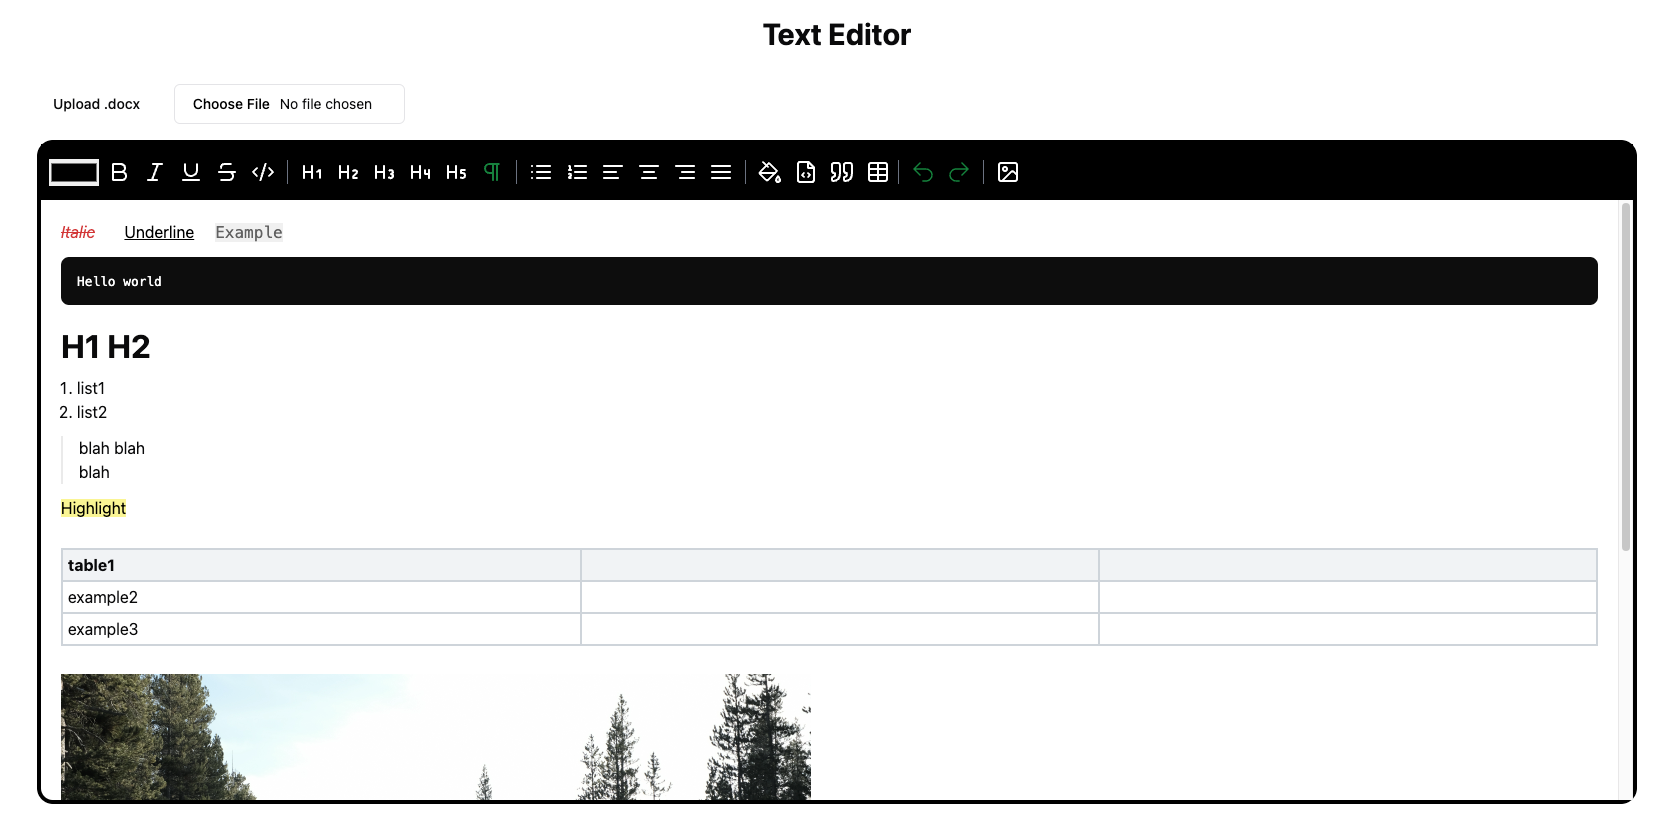 Text Editor
Upload .docx Choose File No file chosen
B I U S </> H1 H2 H3 H4 H5 ¶
Italic Underline Example
Hello world
H1 H2
1. list1
2. list2
blah blah
blah
Highlight
table1
example2
example3